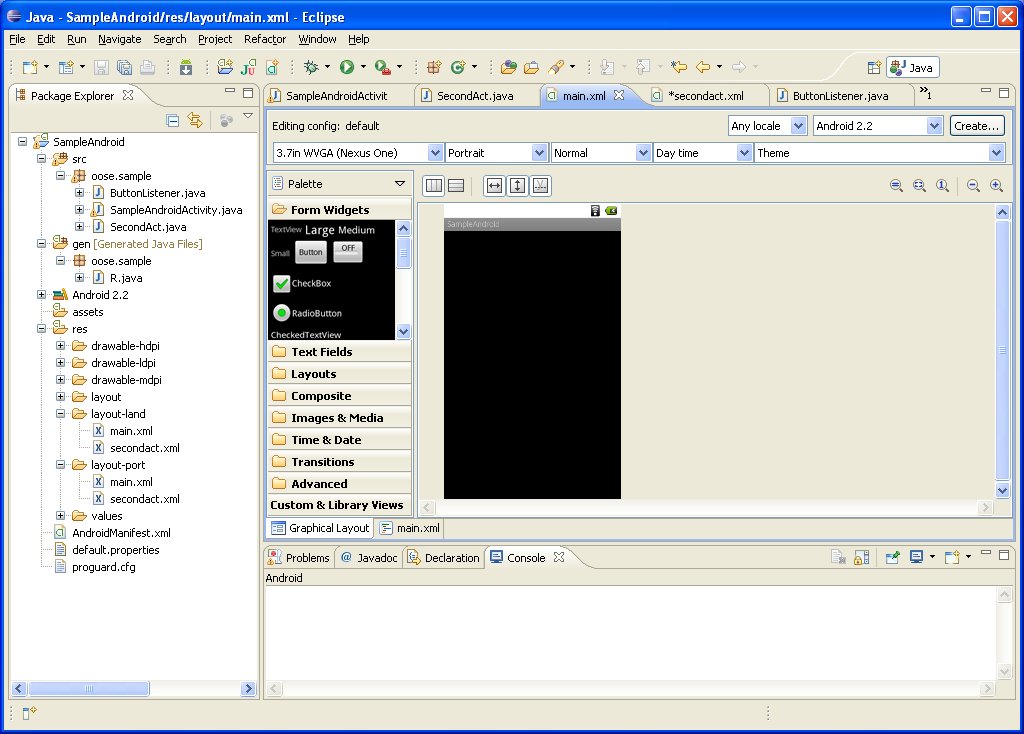 Java - SampleAndroid/res/layout/main.xml - Eclipse
File Edit Run Navigate Search Project Refactor Window Help
Java
Package Explorer
SampleAndroid
src
oose.sample
ButtonListener.java
SampleAndroidActivity.java
SecondAct.java
gen [Generated Java Files]
oose.sample
R.java
Android 2.2
assets
res
drawable-hdpi
drawable-ldpi
drawable-mdpi
layout
layout-land
main.xml
secondact.xml
layout-port
main.xml
secondact.xml
values
AndroidManifest.xml
default.properties
proguard.cfg
SampleAndroidActivit SecondAct.java main.xml *secondact.xml ButtonListener.java »1
Editing config: default Any locale Android 2.2 Create...
3.7in WVGA (Nexus One) Portrait Normal Day time Theme
Palette
Form Widgets
TextView Large Medium
Small Button OFF
CheckBox
RadioButton
CheckedTextView
Text Fields
Layouts
Composite
Images & Media
Time & Date
Transitions
Advanced
Custom & Library Views
SampleAndroid
Graphical Layout main.xml
Problems @ Javadoc Declaration Console
Android